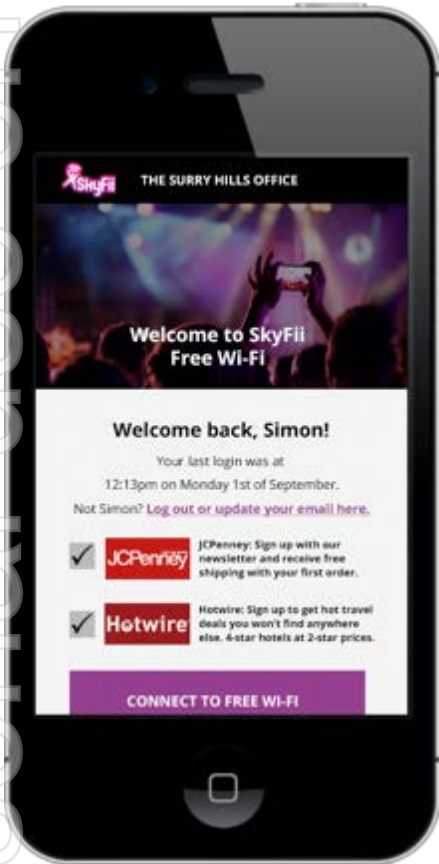 SkyFii
THE SURRY HILLS OFFICE
Welcome to SkyFii
Free Wi-Fi
Welcome back, Simon!
Your last login was at
12:13pm on Monday 1st of September.
Not Simon? Log out or update your email here.
JCPenney
JCPenney: Sign up with our
newsletter and receive free
shipping with your first order.
Hotwire
Hotwire: Sign up to get hot travel
deals you won't find anywhere
else. 4-star hotels at 2-star prices.
CONNECT TO FREE WI-FI